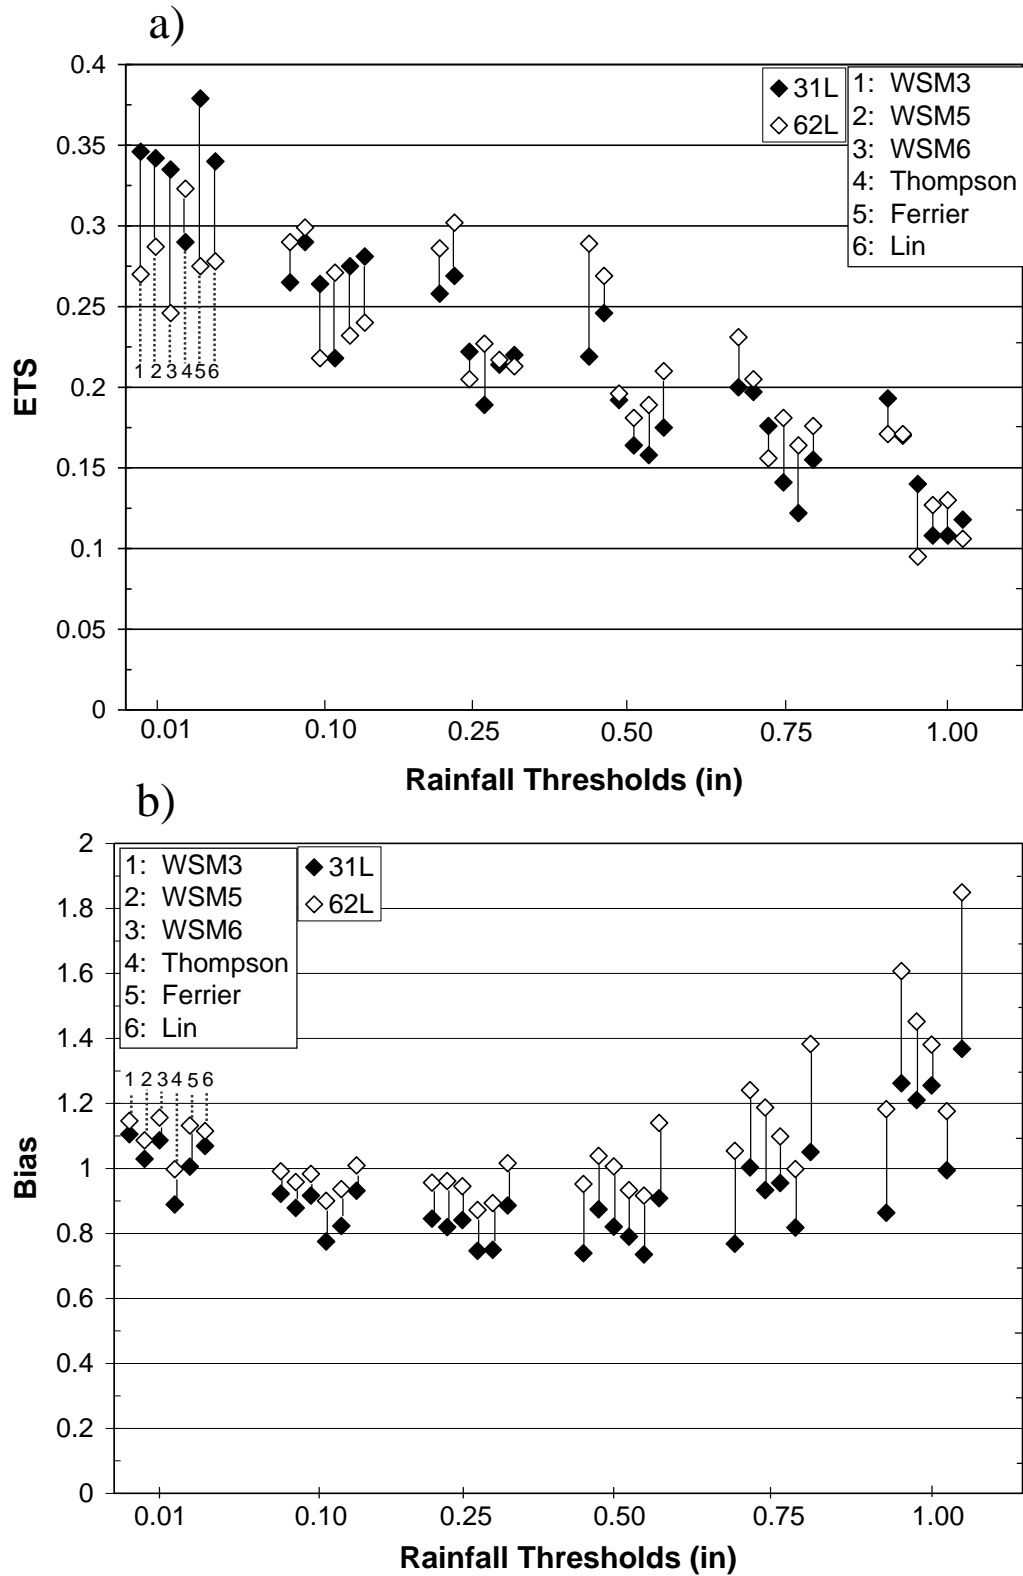 a)
0.4
31L
1: WSM3
62L
2: WSM5
0.35
3: WSM6
4: Thompson
0.3
5: Ferrier
6: Lin
0.25
1 2 3 4 5 6
0.2
ETS
0.15
0.1
0.05
0
0.01 0.10 0.25 0.50 0.75 1.00
Rainfall Thresholds (in)
b)
2
1: WSM3
31L
2: WSM5
62L
1.8
3: WSM6
4: Thompson
1.6
5: Ferrier
6: Lin
1.4
1 2 3 4 5 6
1.2
1
Bias
0.8
0.6
0.4
0.2
0
0.01 0.10 0.25 0.50 0.75 1.00
Rainfall Thresholds (in)